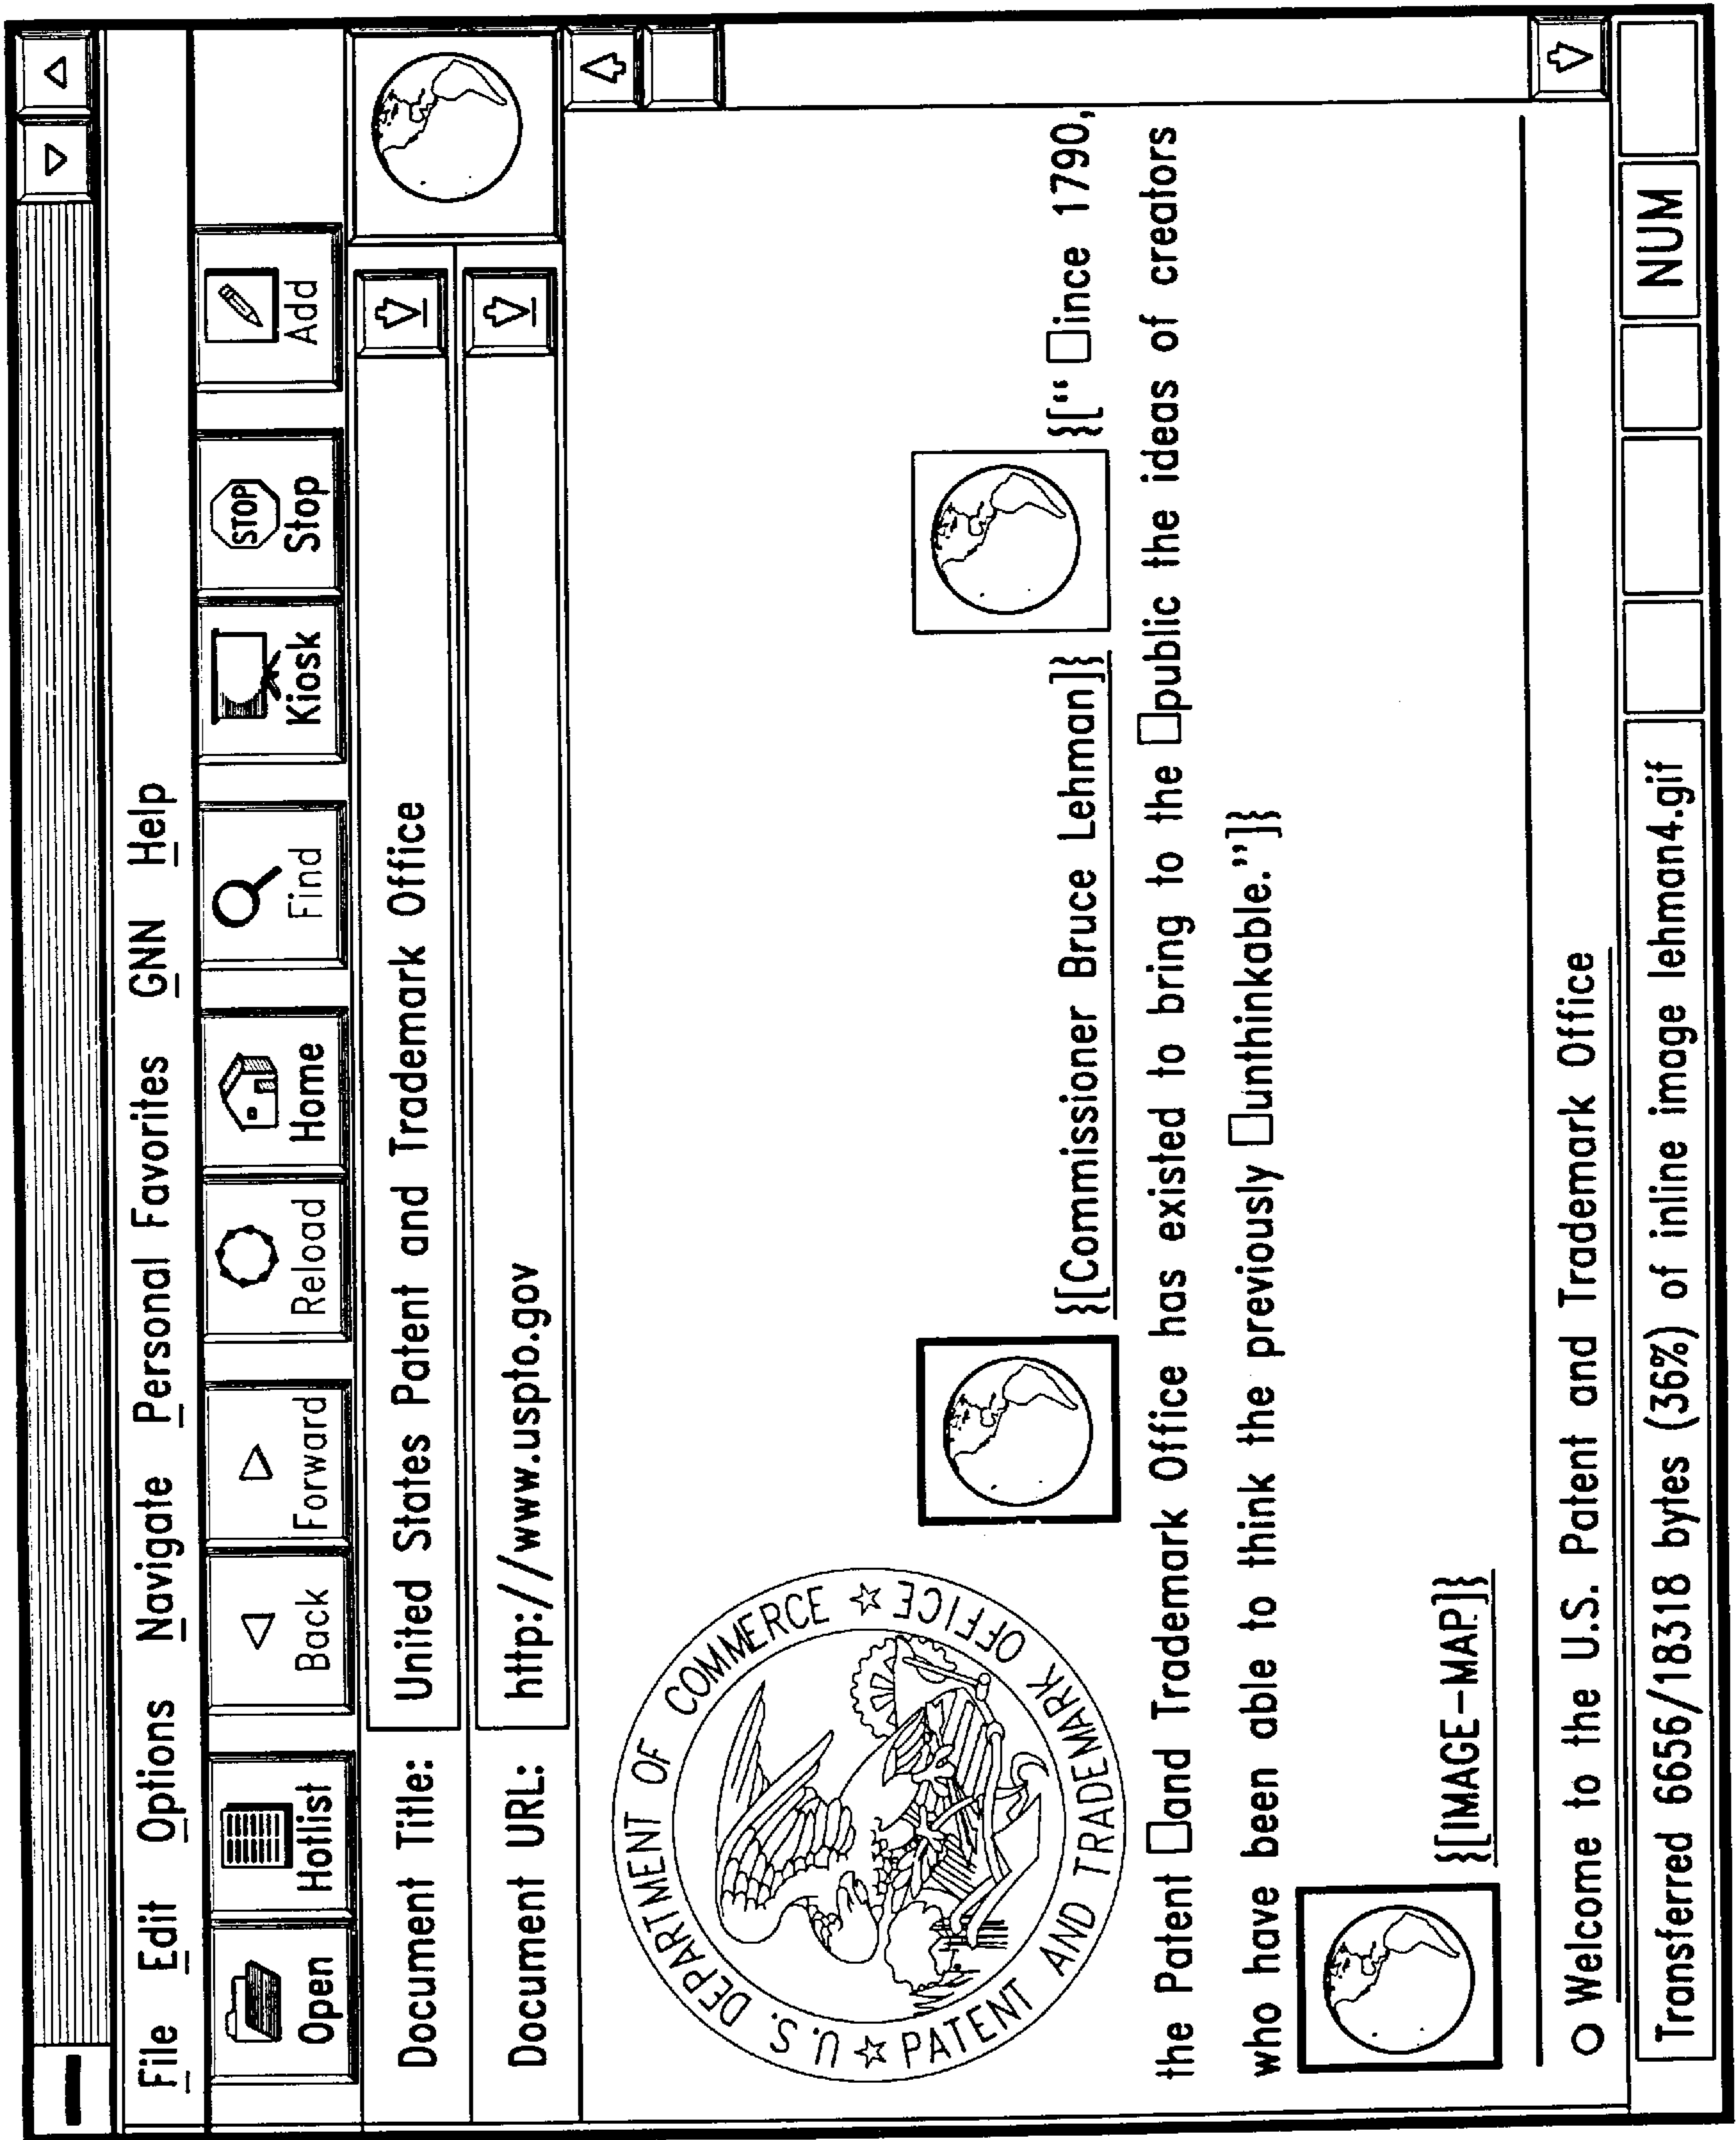 File Edit Options Navigate Personal Favorites GNN Help
Open Hotlist Back Forward Reload Home Find Kiosk STOP Stop Add
Document Title: United States Patent and Trademark Office
Document URL: http://www.uspto.gov
U.S. DEPARTMENT OF COMMERCE ☆ PATENT AND TRADEMARK OFFICE ☆
}[Commissioner Bruce Lehman]} {["□ince 1790,
the Patent □and Trademark Office has existed to bring to the □public the ideas of creators
who have been able to think the previously □unthinkable."]}
}[IMAGE-MAP]}
O Welcome to the U.S. Patent and Trademark Office
Transferred 6656/18318 bytes (36%) of inline image lehman4.gif NUM